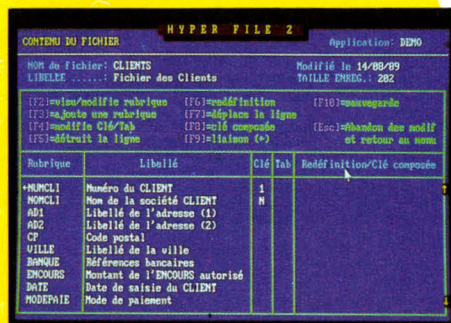 HYPER FILE 2
CONTENU DU FICHIER Application: DEMO
NOM du fichier: CLIENTS Modifié le 14/08/89
LIBELLE ......: Fichier des Clients TAILLE ENREG.: 202
[F2]=visu/modifie rubrique [F6]=redéfinition [F10]=sauvegarde
[F3]=ajoute une rubrique [F7]=déplace la ligne
[F4]=modifie Clé/Tab [F8]=clé composée [Esc]=Abandon des modif
[F5]=détruit la ligne [F9]=liaison (+) et retour au menu
Rubrique Libellé Clé Tab Redéfinition/Clé composée
+NUMCLI Numéro du CLIENT 1
NOMCLI Nom de la société CLIENT N
AD1 Libellé de l'adresse (1)
AD2 Libellé de l'adresse (2)
CP Code postal
VILLE Libellé de la ville
BANQUE Références bancaires
ENCOURS Montant de l'ENCOURS autorisé
DATE Date de saisie du CLIENT
MODEPAIE Mode de paiement